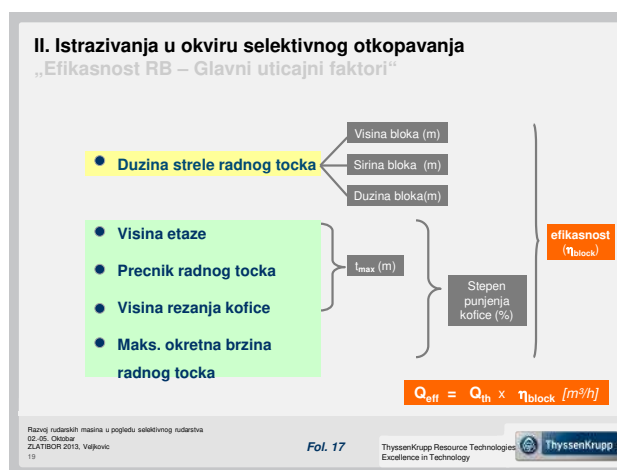 II. Istrazivanja u okviru selektivnog otkopavanja
„Efikasnost RB – Glavni uticajni faktori“
Visina bloka (m)
Duzina strele radnog tocka
Sirina bloka (m)
Duzina bloka(m)
Visina etaze
Precnik radnog tocka
Visina rezanja kofice
Maks. okretna brzina
radnog tocka
tmax (m)
Stepen
punjenja
kofice (%)
efikasnost
(ηblock)
Qeff = Qth x ηblock [m³/h]
Razvoj rudarskih masina u pogledu selektivnog rudarstva
02.-05. Oktobar
ZLATIBOR 2013, Veljkovic
19
Fol. 17
ThyssenKrupp Resource Technologies
Excellence in Technology
ThyssenKrupp